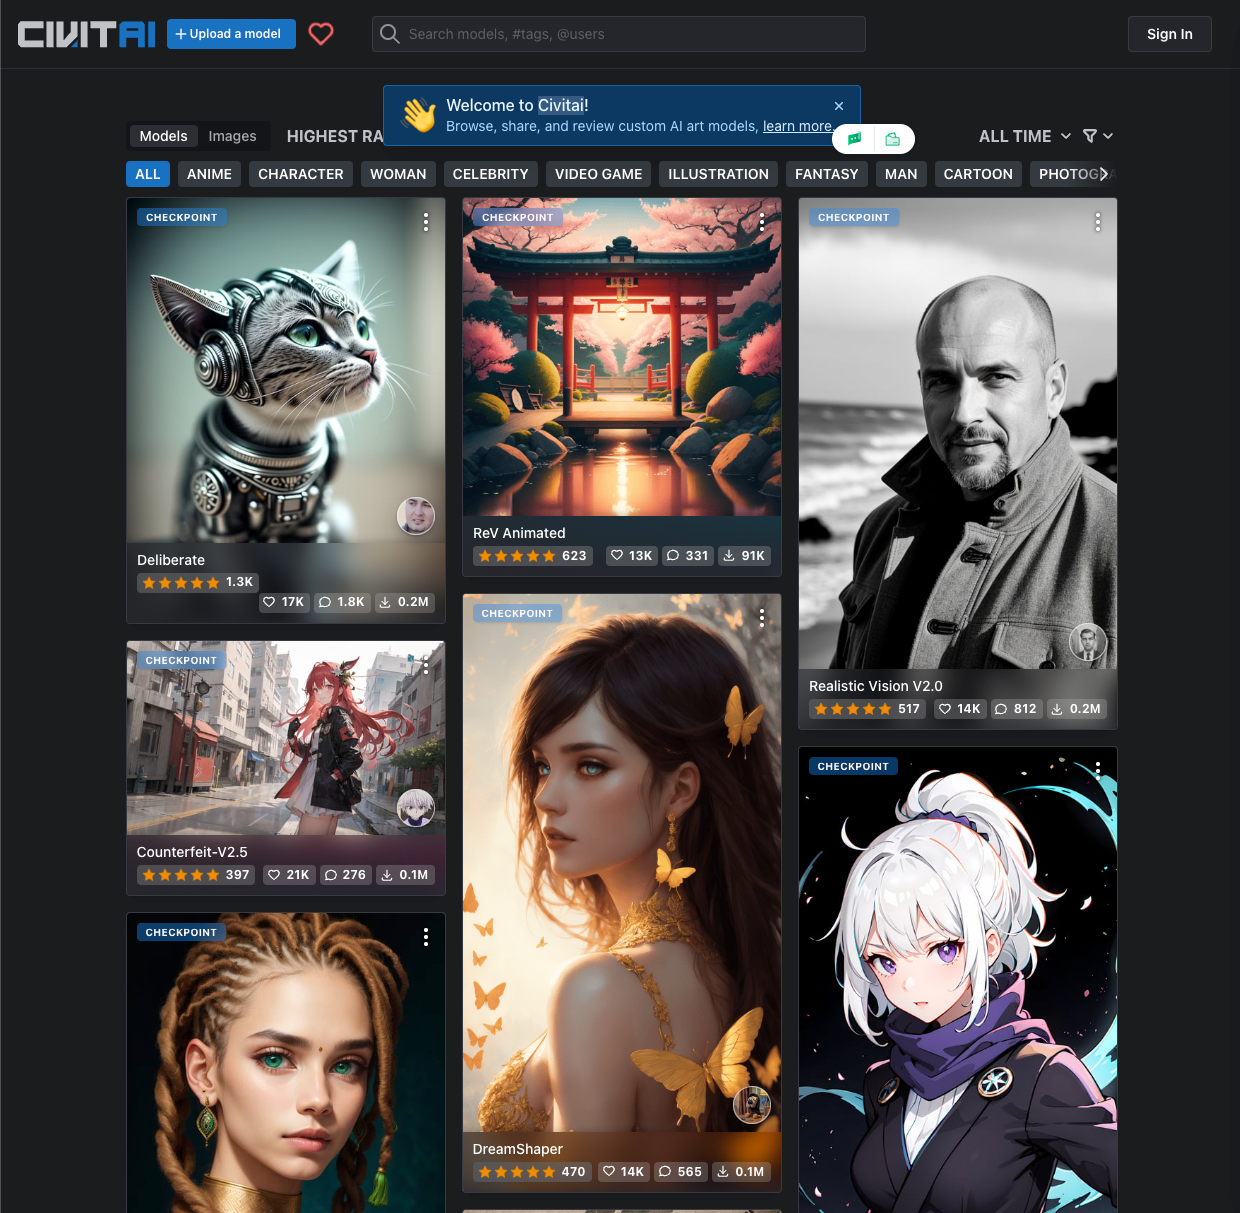 CIVITAI
Upload a model
Search models, #tags, @users
Sign In
Welcome to Civitai!
Browse, share, and review custom AI art models, learn more.
Models
Images
HIGHEST RA
ALL TIME
ALL
ANIME
CHARACTER
WOMAN
CELEBRITY
VIDEO GAME
ILLUSTRATION
FANTASY
MAN
CARTOON
PHOTOGRA
CHECKPOINT
Deliberate
1.3K
17K
1.8K
0.2M
CHECKPOINT
ReV Animated
623
13K
331
91K
CHECKPOINT
Realistic Vision V2.0
517
14K
812
0.2M
CHECKPOINT
Counterfeit-V2.5
397
21K
276
0.1M
CHECKPOINT
DreamShaper
470
14K
565
0.1M
CHECKPOINT
CHECKPOINT